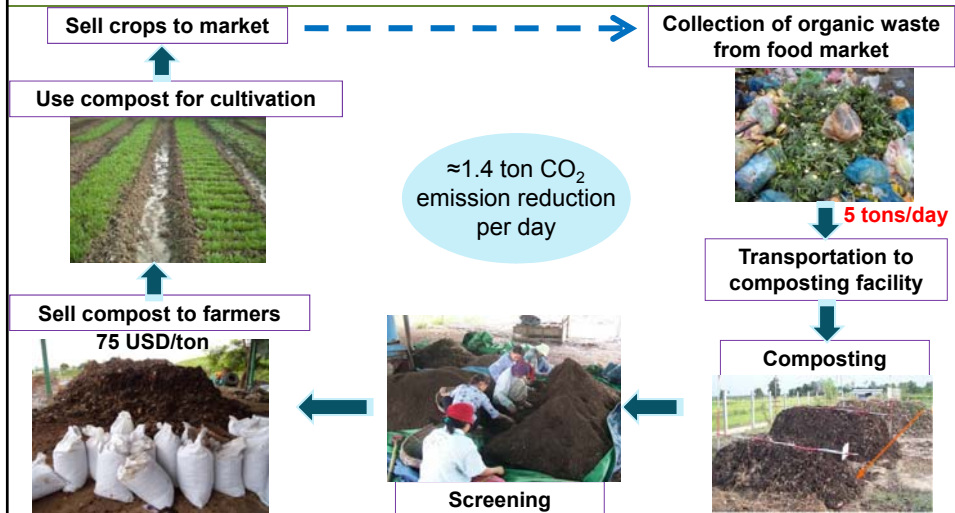 Sell crops to market
Collection of organic waste
from food market
Use compost for cultivation
≈1.4 ton CO₂
emission reduction
per day
5 tons/day
Transportation to
composting facility
Sell compost to farmers
75 USD/ton
Composting
Screening